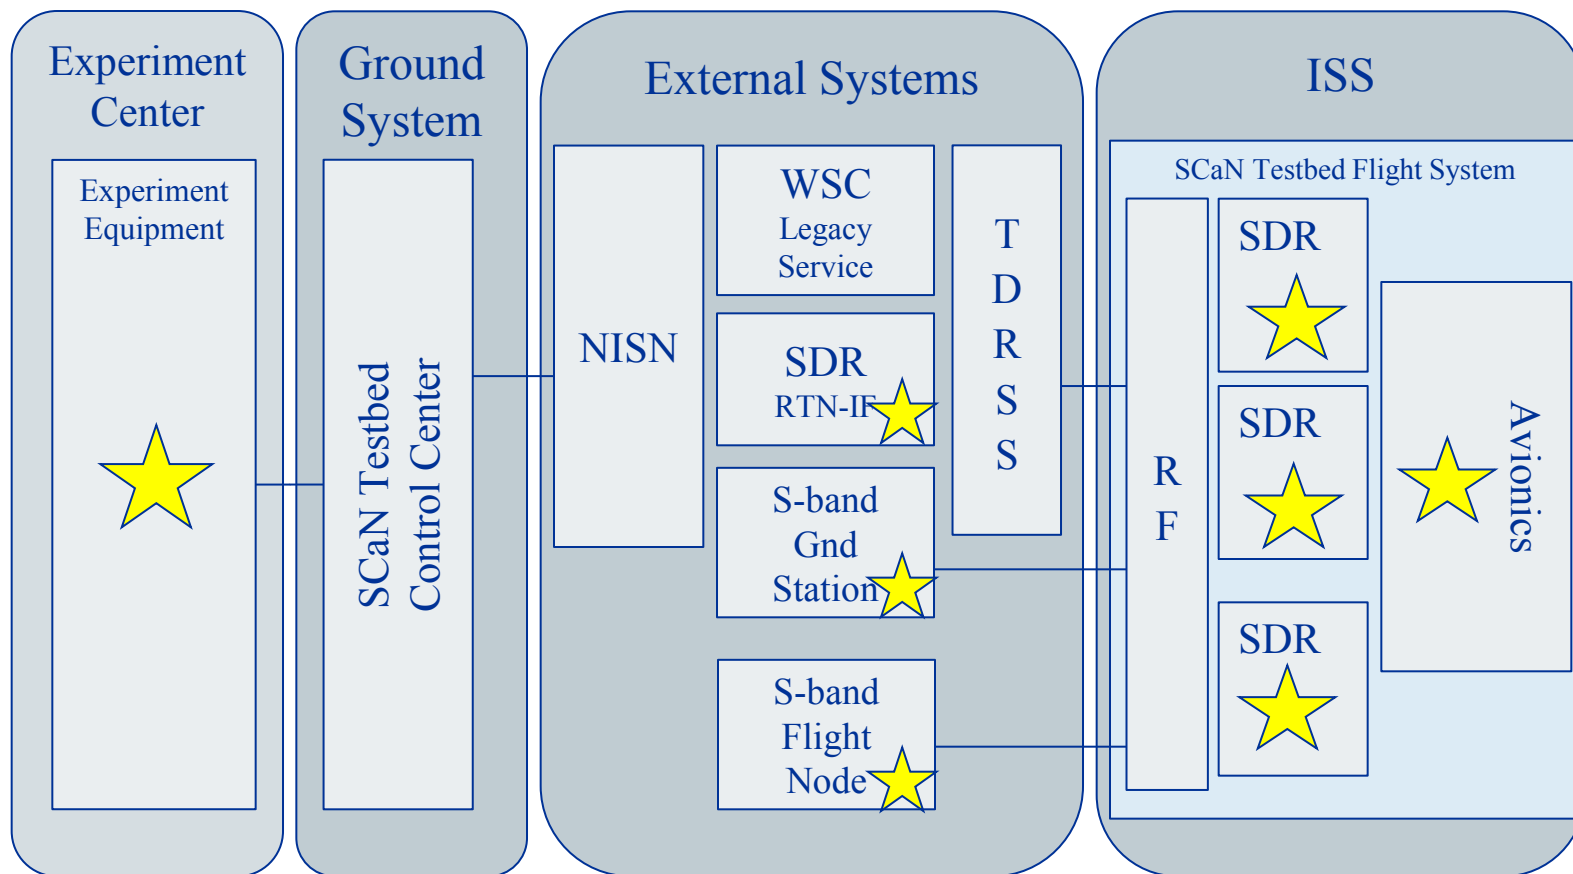 Experiment
Center
Experiment
Equipment
Ground
System
SCaN Testbed
Control Center
External Systems
NISN
WSC
Legacy
Service
SDR
RTN-IF
S-band
Gnd
Station
S-band
Flight
Node
T
D
R
S
S
ISS
SCaN Testbed Flight System
R
F
SDR
SDR
SDR
Avionics